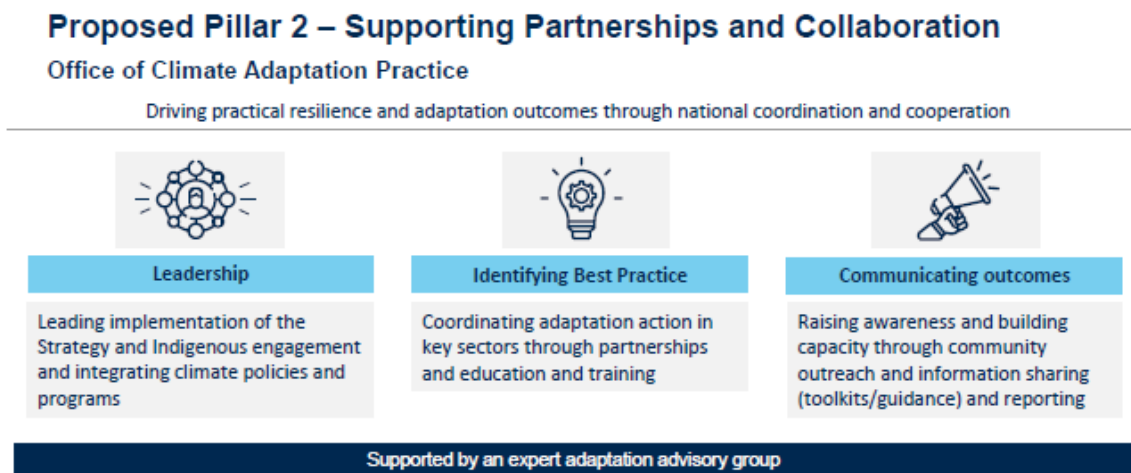 Proposed Pillar 2 – Supporting Partnerships and Collaboration
Office of Climate Adaptation Practice
Driving practical resilience and adaptation outcomes through national coordination and cooperation
Leadership
Leading implementation of the
Strategy and Indigenous engagement
and integrating climate policies and
programs
Identifying Best Practice
Coordinating adaptation action in
key sectors through partnerships
and education and training
Communicating outcomes
Raising awareness and building
capacity through community
outreach and information sharing
(toolkits/guidance) and reporting
Supported by an expert adaptation advisory group